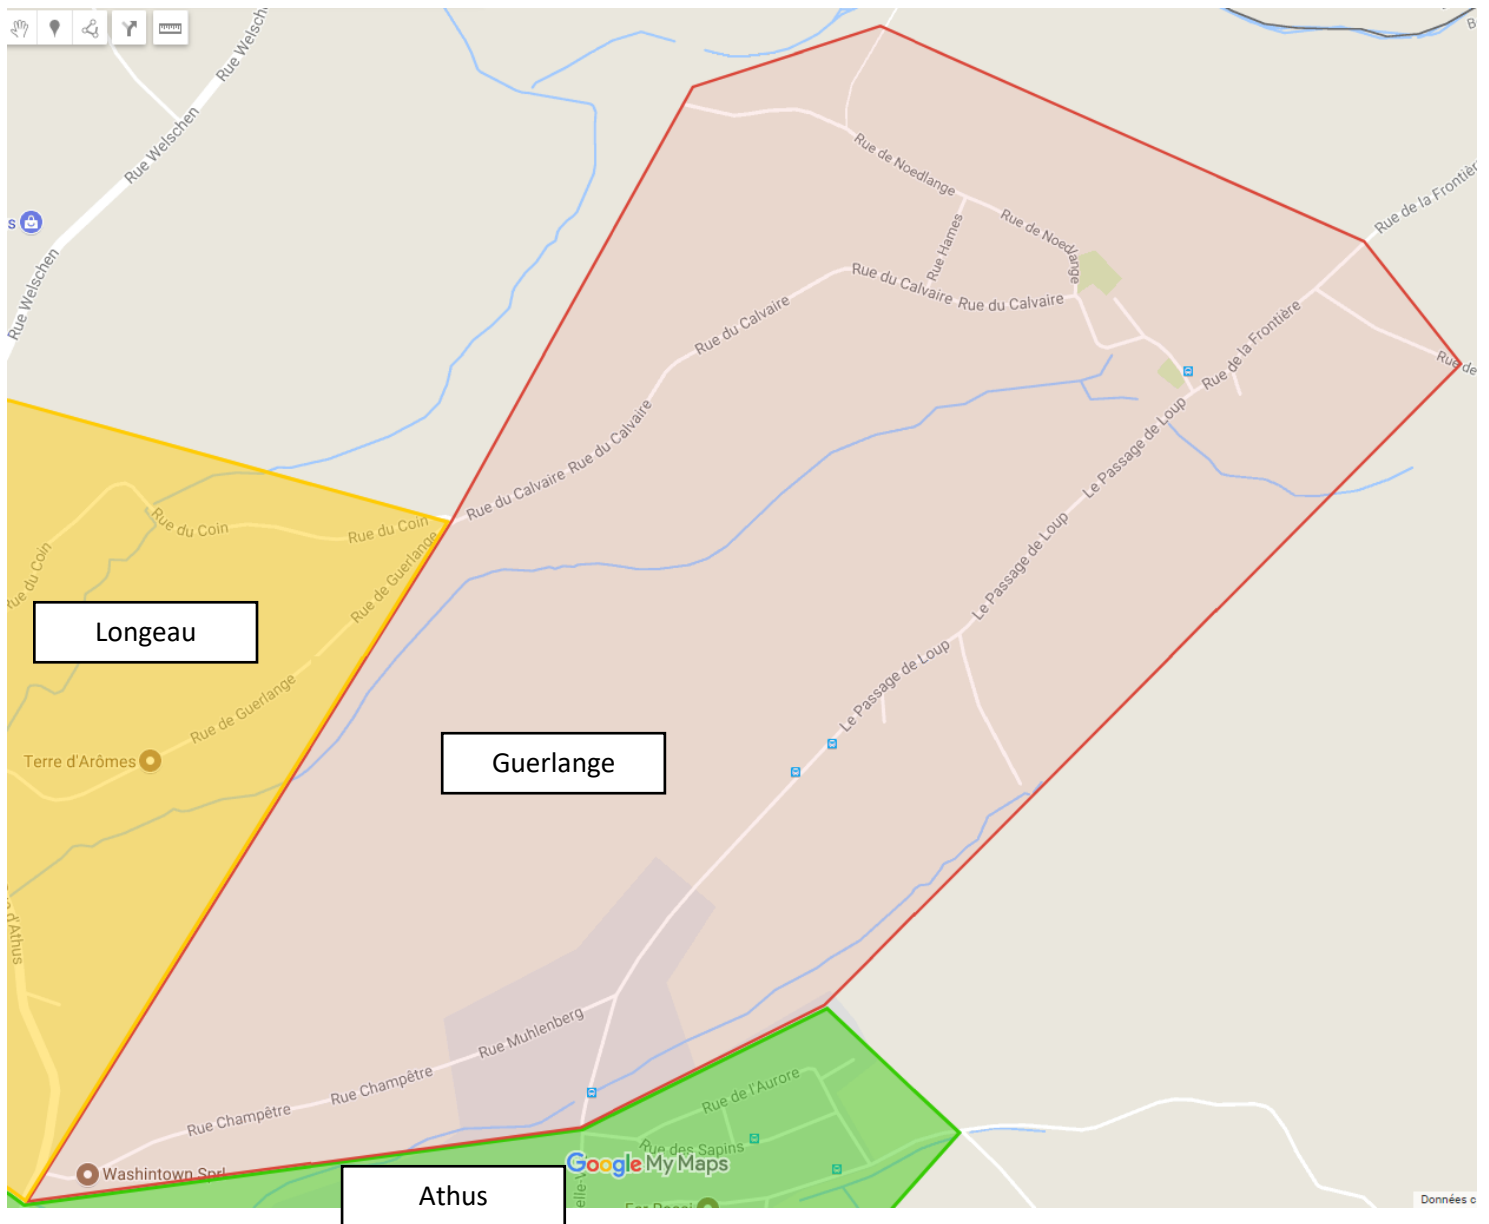 Rue Welschen
Rue Welschen
Rue Welschen
s
B
Rue de Noedlange
Rue de Noedlange
Rue Hames
Rue de la Frontière
Rue du Calvaire
Rue du Calvaire
Rue du Calvaire
Rue de la Frontière
Rue de
Rue du Calvaire
Rue du Calvaire
Le Passage de Loup
Rue du Coin
Rue du Coin
Rue du Coin
Rue de Guerlange
Le Passage de Loup
Longeau
Le Passage de Loup
Rue de Guerlange
Terre d'Arômes
Guerlange
d'Athus
Rue Muhlenberg
Rue Champêtre
Rue Champêtre
Rue de l'Aurore
Rue des Sapins
Washintown Sprl
Google My Maps
Athus
elle-
Données c